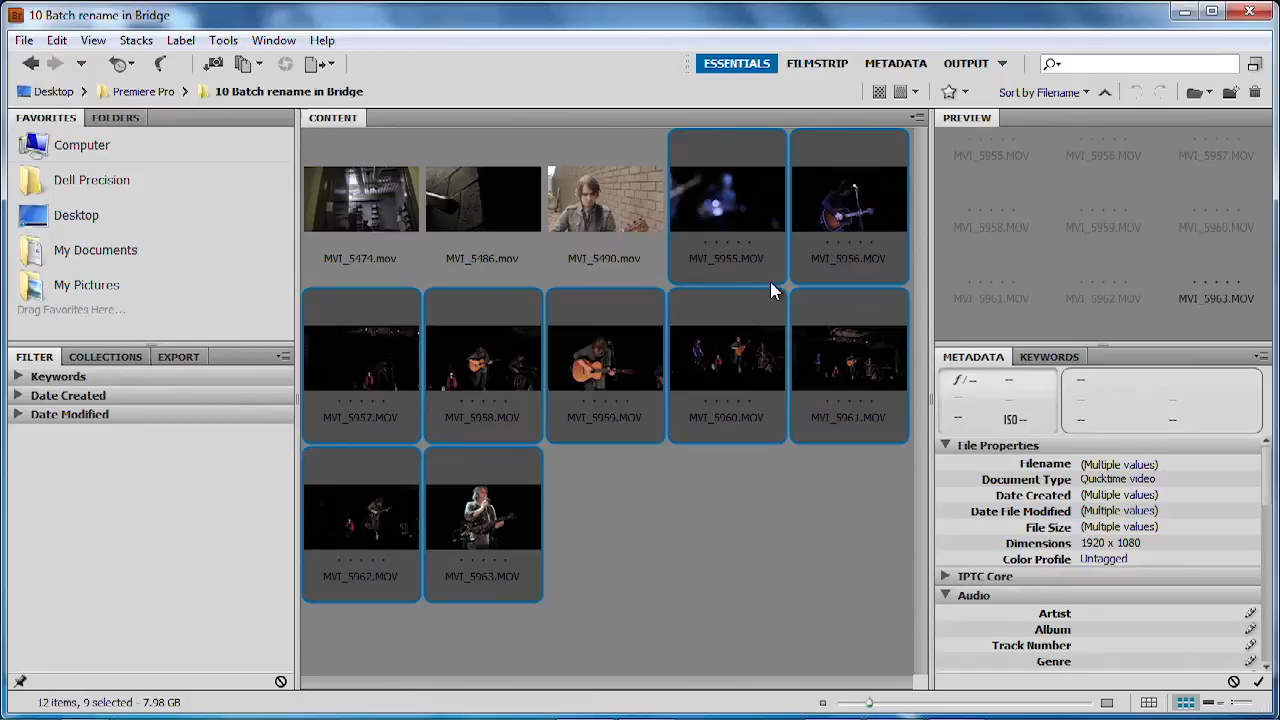 Br 10 Batch rename in Bridge
File Edit View Stacks Label Tools Window Help
ESSENTIALS FILMSTRIP METADATA OUTPUT
Desktop Premiere Pro 10 Batch rename in Bridge Sort by Filename
FAVORITES FOLDERS
Computer
Dell Precision
Desktop
My Documents
My Pictures
Drag Favorites Here...
FILTER COLLECTIONS EXPORT
Keywords
Date Created
Date Modified
CONTENT
MVI_5474.mov MVI_5486.mov MVI_5490.mov MVI_5955.MOV MVI_5956.MOV
MVI_5957.MOV MVI_5958.MOV MVI_5959.MOV MVI_5960.MOV MVI_5961.MOV
MVI_5962.MOV MVI_5963.MOV
PREVIEW
MVI_5955.MOV MVI_5956.MOV MVI_5957.MOV
MVI_5958.MOV MVI_5959.MOV MVI_5960.MOV
MVI_5961.MOV MVI_5962.MOV MVI_5963.MOV
METADATA KEYWORDS
f/-- -- --
-- --
-- ISO-- -- --
File Properties
Filename (Multiple values)
Document Type Quicktime video
Date Created (Multiple values)
Date File Modified (Multiple values)
File Size (Multiple values)
Dimensions 1920 x 1080
Color Profile Untagged
IPTC Core
Audio
Artist
Album
Track Number
Genre
12 items, 9 selected - 7.98 GB